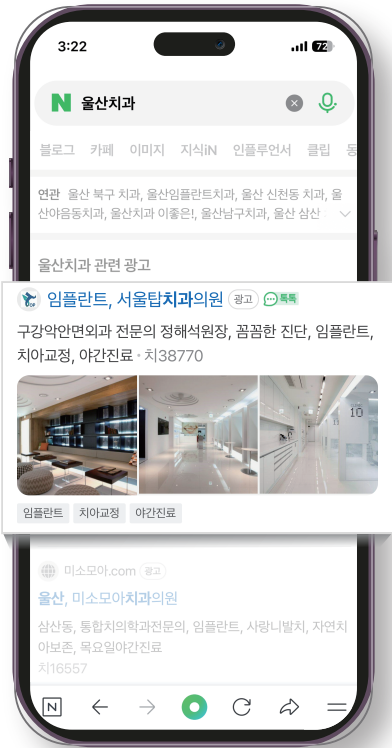 3:22
72
N 울산치과
블로그 카페 이미지 지식iN 인플루언서 클립 동
연관 울산 북구 치과, 울산임플란트치과, 울산 신천동 치과, 울
산야음동치과, 울산치과 이좋은!, 울산남구치과, 울산 삼산
울산치과 관련 광고
임플란트, 서울탑치과의원 광고 톡톡
구강악안면외과 전문의 정해석원장, 꼼꼼한 진단, 임플란트,
치아교정, 야간진료 · 치38770
10
임플란트 치아교정 야간진료
미소모아.com 광고
울산, 미소모아치과의원
삼산동, 통합치의학과전문의, 임플란트, 사랑니발치, 자연치
아보존, 목요일야간진료
치16557
N